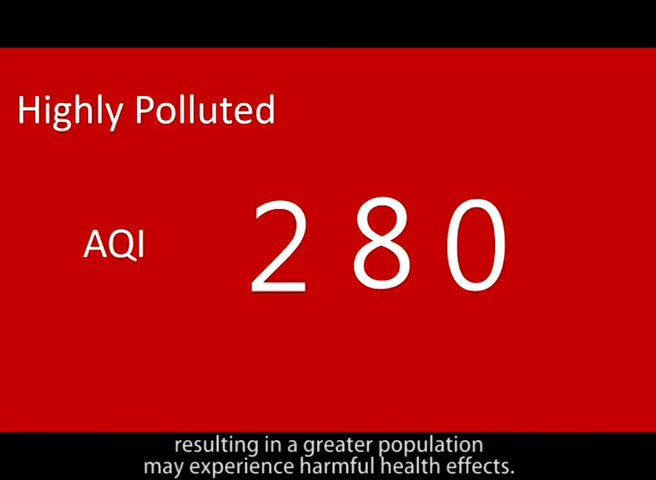 Highly Polluted
AQI 2 8 0
resulting in a greater population
may experience harmful health effects.